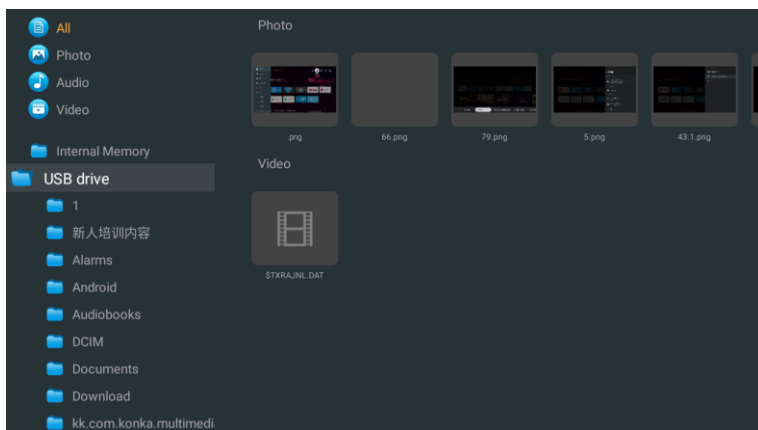 All
Photo
Audio
Video
Internal Memory
USB drive
1
新人培训内容
Alarms
Android
Audiobooks
DCIM
Documents
Download
kk.com.konka.multimedi
Photo
.png
66.png
79.png
5.png
43.1.png
Video
$TXRAJNL.DAT